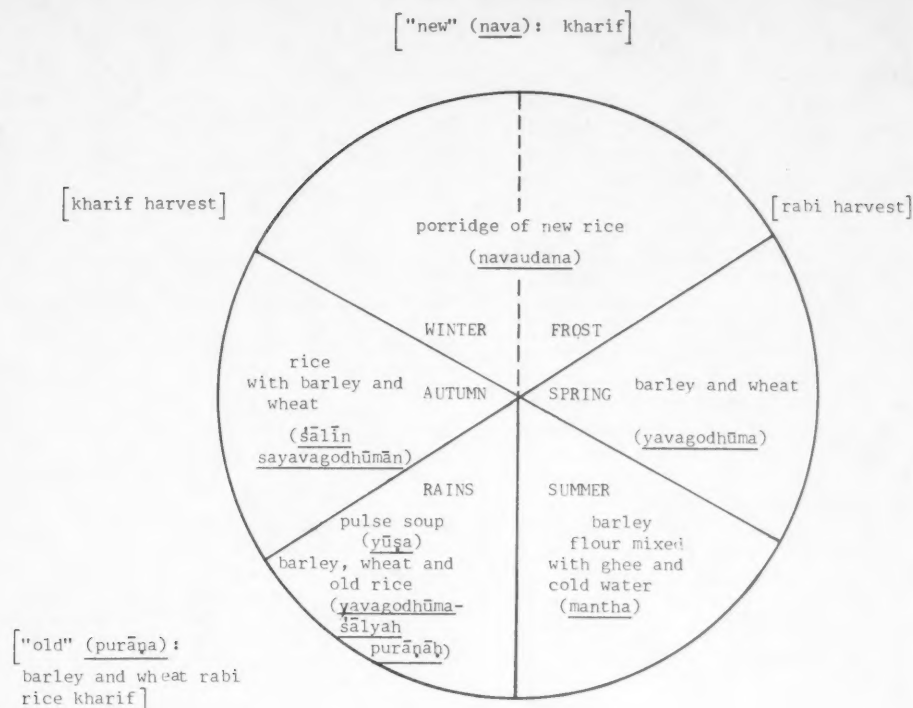 ["new" (nava): kharif]
[kharif harvest]
[rabi harvest]
porridge of new rice
(navaudana)
WINTER
FROST
rice
with barley and
wheat
(śālīn
sayavagodhūmān)
AUTUMN
SPRING
barley and wheat
(yavagodhūma)
RAINS
pulse soup
(yūṣa)
barley, wheat and
old rice
(yavagodhūma-
śālyah
purāṇāḥ)
SUMMER
barley
flour mixed
with ghee and
cold water
(mantha)
["old" (purāṇa):
barley and wheat rabi
rice kharif]